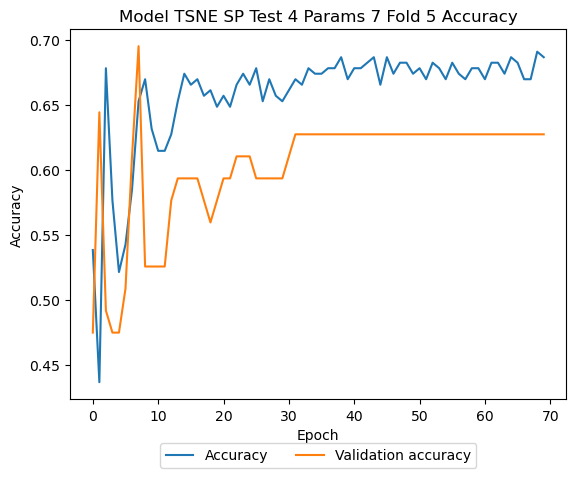 Model TSNE SP Test 4 Params 7 Fold 5 Accuracy
0.70
0.65
0.60
0.55
0.50
0.45
Accuracy
0 10 20 30 40 50 60 70
Epoch
Accuracy Validation accuracy